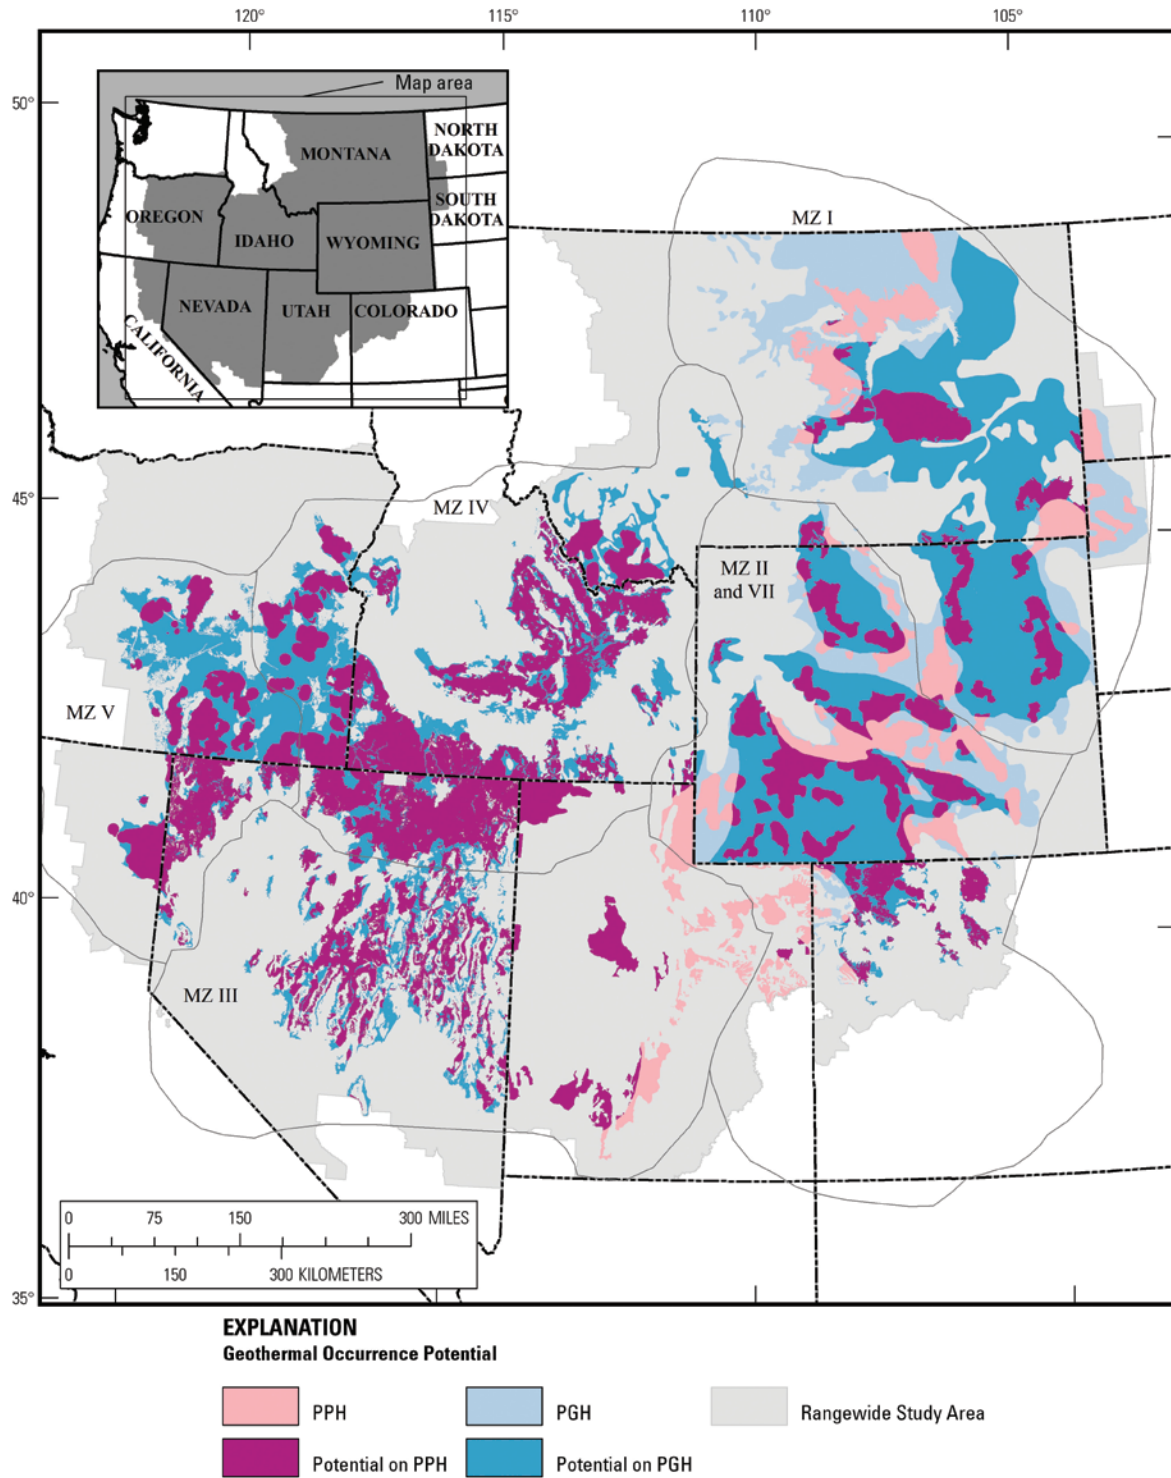 120° 115° 110° 105°
50°
Map area
NORTH
DAKOTA
MONTANA
SOUTH
DAKOTA
OREGON
IDAHO
WYOMING
NEVADA
UTAH
COLORADO
CALIFORNIA
MZ I
45°
MZ IV
MZ II
and VII
MZ V
40°
MZ III
0 75 150 300 MILES
0 150 300 KILOMETERS
35°
110° 105°
EXPLANATION
Geothermal Occurrence Potential
PPH PGH Rangewide Study Area
Potential on PPH Potential on PGH